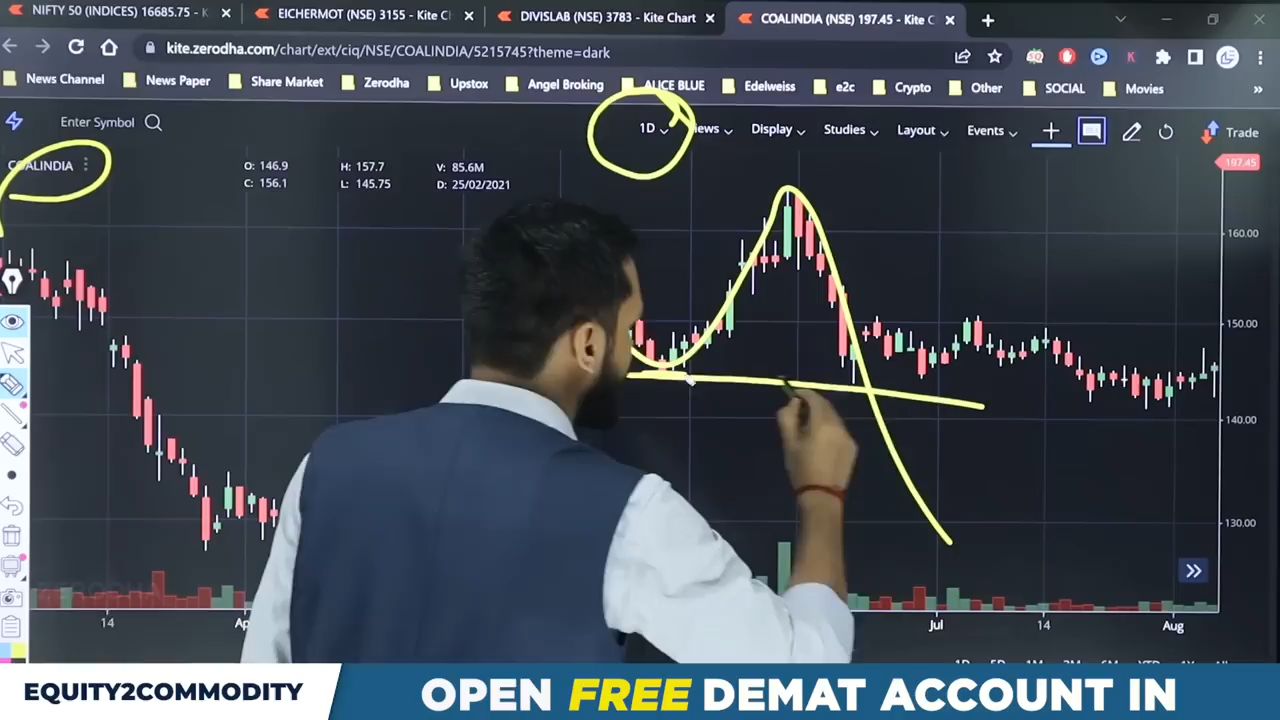 NIFTY 50 (INDICES) 16685.75 - K
EICHERMOT (NSE) 3155 - Kite C
DIVISLAB (NSE) 3783 - Kite Chart
COALINDIA (NSE) 197.45 - Kite C
kite.zerodha.com/chart/ext/ciq/NSE/COALINDIA/5215745?theme=dark
News Channel News Paper Share Market Zerodha Upstox Angel Broking ALICE BLUE Edelweiss e2c Crypto Other SOCIAL Movies
Enter Symbol 1D Display Studies Layout Events Trade
COALINDIA O: 146.9 H: 157.7 V: 85.6M
C: 156.1 L: 145.75 D: 25/02/2021
197.45
160.00
150.00
140.00
130.00
14 Jul 14 Aug
EQUITY2COMMODITY
OPEN FREE DEMAT ACCOUNT IN